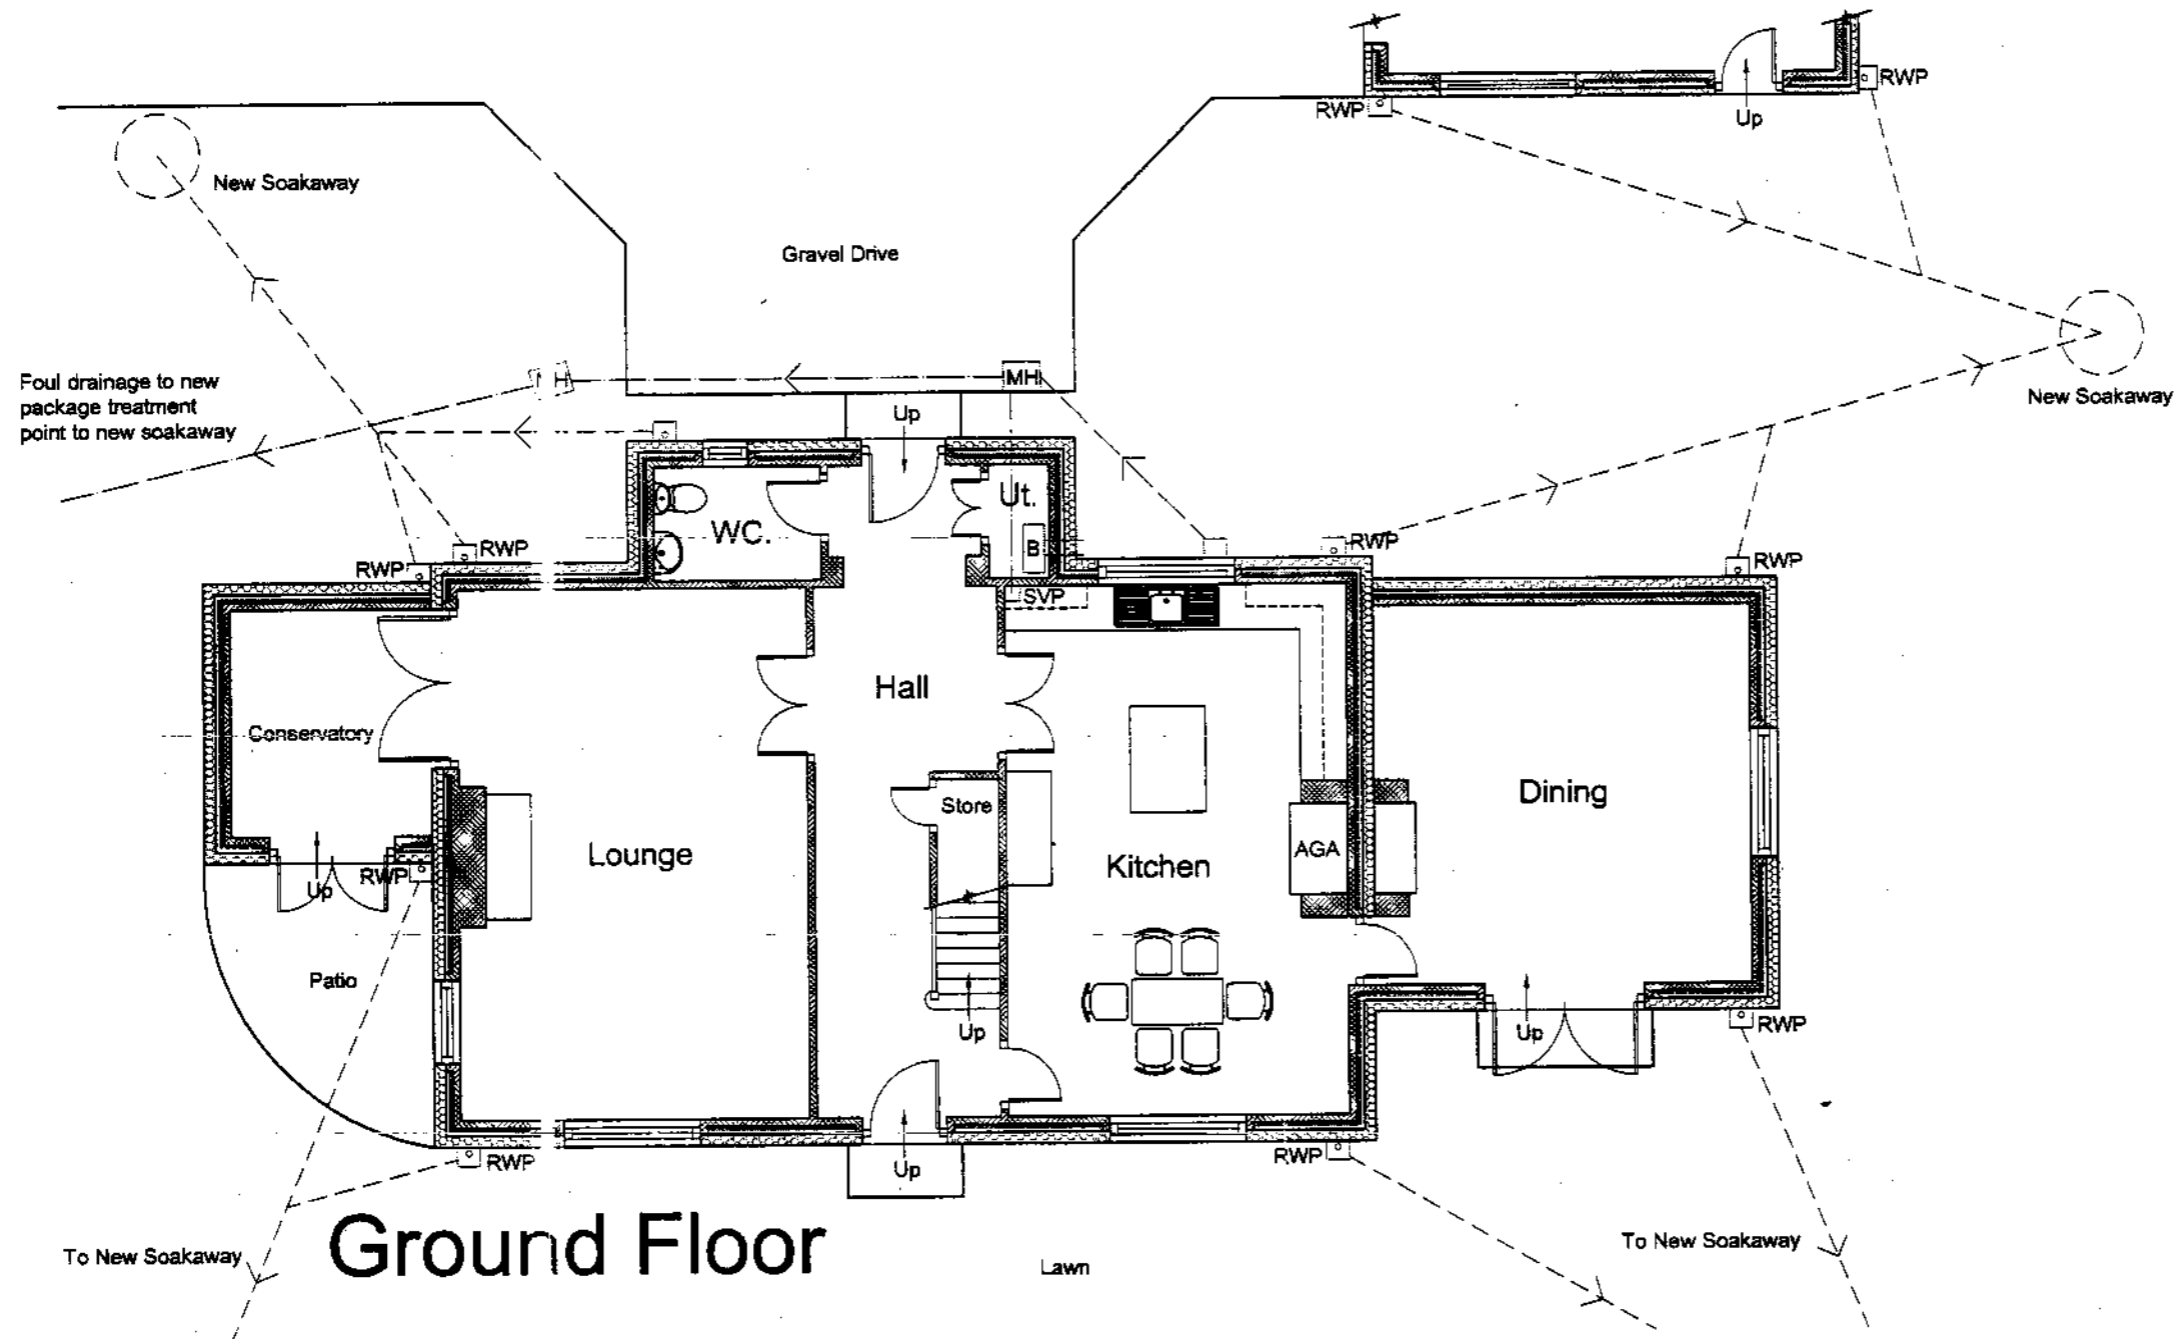 RWP
RWP
Up
New Soakaway
Gravel Drive
Foul drainage to new
package treatment
point to new soakaway
MH
New Soakaway
Up
Ut.
WC.
B
RWP
RWP
RWP
RWP
SVP
Hall
Conservatory
Store
Dining
Lounge
Kitchen
AGA
Up
RWP
Patio
Up
Up
RWP
RWP
Up
RWP
Ground Floor
To New Soakaway
Lawn
To New Soakaway